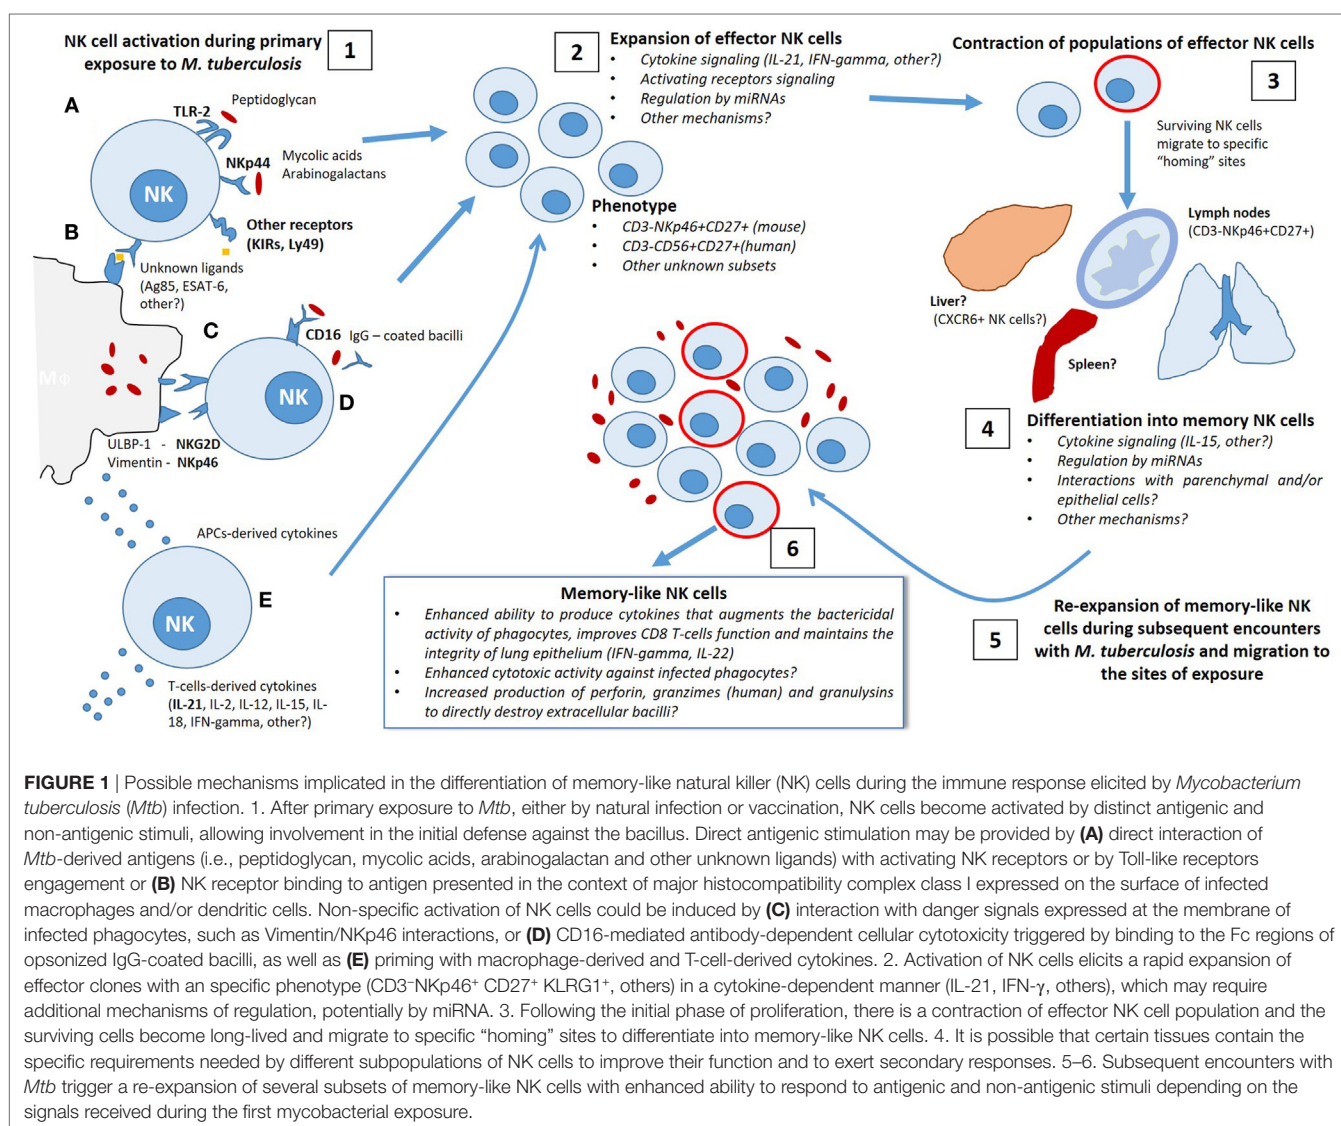 NK cell activation during primary
exposure to M. tuberculosis
1
A
TLR-2
Peptidoglycan
NK
NKp44
Mycolic acids
Arabinogalactans
Other receptors
(KIRs, Ly49)
B
Unknown ligands
(Ag85, ESAT-6,
other?)
C
CD16
IgG – coated bacilli
MΦ
NK
D
ULBP-1 - NKG2D
Vimentin - NKp46
APCs-derived cytokines
E
NK
T-cells-derived cytokines
(IL-21, IL-2, IL-12, IL-15, IL-
18, IFN-gamma, other?)
2
Expansion of effector NK cells
• Cytokine signaling (IL-21, IFN-gamma, other?)
• Activating receptors signaling
• Regulation by miRNAs
• Other mechanisms?
Phenotype
• CD3-NKp46+CD27+ (mouse)
• CD3-CD56+CD27+(human)
• Other unknown subsets
Contraction of populations of effector NK cells
3
Surviving NK cells
migrate to specific
“homing” sites
Lymph nodes
(CD3-NKp46+CD27+)
Liver?
(CXCR6+ NK cells?)
Spleen?
4
Differentiation into memory NK cells
• Cytokine signaling (IL-15, other?)
• Regulation by miRNAs
• Interactions with parenchymal and/or
epithelial cells?
• Other mechanisms?
5
Re-expansion of memory-like NK
cells during subsequent encounters
with M. tuberculosis and migration to
the sites of exposure
6
Memory-like NK cells
• Enhanced ability to produce cytokines that augments the bactericidal
activity of phagocytes, improves CD8 T-cells function and maintains the
integrity of lung epithelium (IFN-gamma, IL-22)
• Enhanced cytotoxic activity against infected phagocytes?
• Increased production of perforin, granzimes (human) and granulysins
to directly destroy extracellular bacilli?
FIGURE 1 | Possible mechanisms implicated in the differentiation of memory-like natural killer (NK) cells during the immune response elicited by Mycobacterium
tuberculosis (Mtb) infection. 1. After primary exposure to Mtb, either by natural infection or vaccination, NK cells become activated by distinct antigenic and
non-antigenic stimuli, allowing involvement in the initial defense against the bacillus. Direct antigenic stimulation may be provided by (A) direct interaction of
Mtb-derived antigens (i.e., peptidoglycan, mycolic acids, arabinogalactan and other unknown ligands) with activating NK receptors or by Toll-like receptors
engagement or (B) NK receptor binding to antigen presented in the context of major histocompatibility complex class I expressed on the surface of infected
macrophages and/or dendritic cells. Non-specific activation of NK cells could be induced by (C) interaction with danger signals expressed at the membrane of
infected phagocytes, such as Vimentin/NKp46 interactions, or (D) CD16-mediated antibody-dependent cellular cytotoxicity triggered by binding to the Fc regions of
opsonized IgG-coated bacilli, as well as (E) priming with macrophage-derived and T-cell-derived cytokines. 2. Activation of NK cells elicits a rapid expansion of
effector clones with an specific phenotype (CD3⁻NKp46⁺ CD27⁺ KLRG1⁺, others) in a cytokine-dependent manner (IL-21, IFN-γ, others), which may require
additional mechanisms of regulation, potentially by miRNA. 3. Following the initial phase of proliferation, there is a contraction of effector NK cell population and the
surviving cells become long-lived and migrate to specific “homing” sites to differentiate into memory-like NK cells. 4. It is possible that certain tissues contain the
specific requirements needed by different subpopulations of NK cells to improve their function and to exert secondary responses. 5–6. Subsequent encounters with
Mtb trigger a re-expansion of several subsets of memory-like NK cells with enhanced ability to respond to antigenic and non-antigenic stimuli depending on the
signals received during the first mycobacterial exposure.